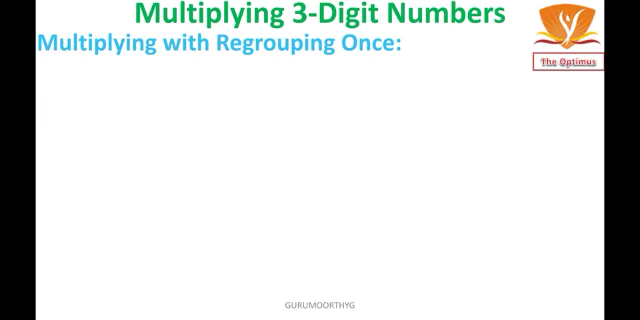 Multiplying 3-Digit Numbers
Multiplying with Regrouping Once:
The Optimus
GURUMOORTHYG